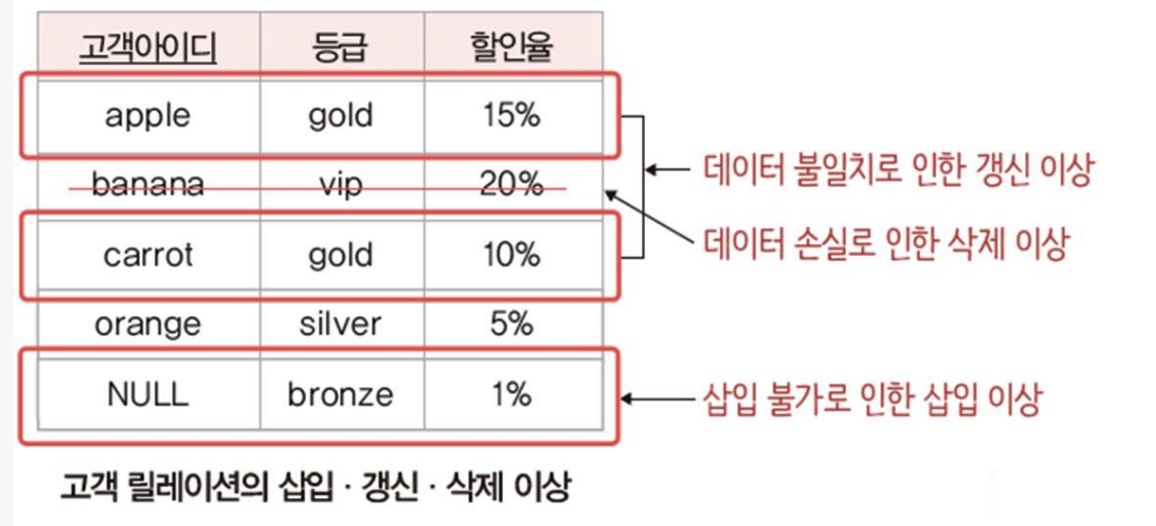 고객아이디 등급 할인율
apple gold 15%
데이터 불일치로 인한 갱신 이상
banana vip 20%
데이터 손실로 인한 삭제 이상
carrot gold 10%
orange silver 5%
NULL bronze 1%
삽입 불가로 인한 삽입 이상
고객 릴레이션의 삽입 · 갱신 · 삭제 이상